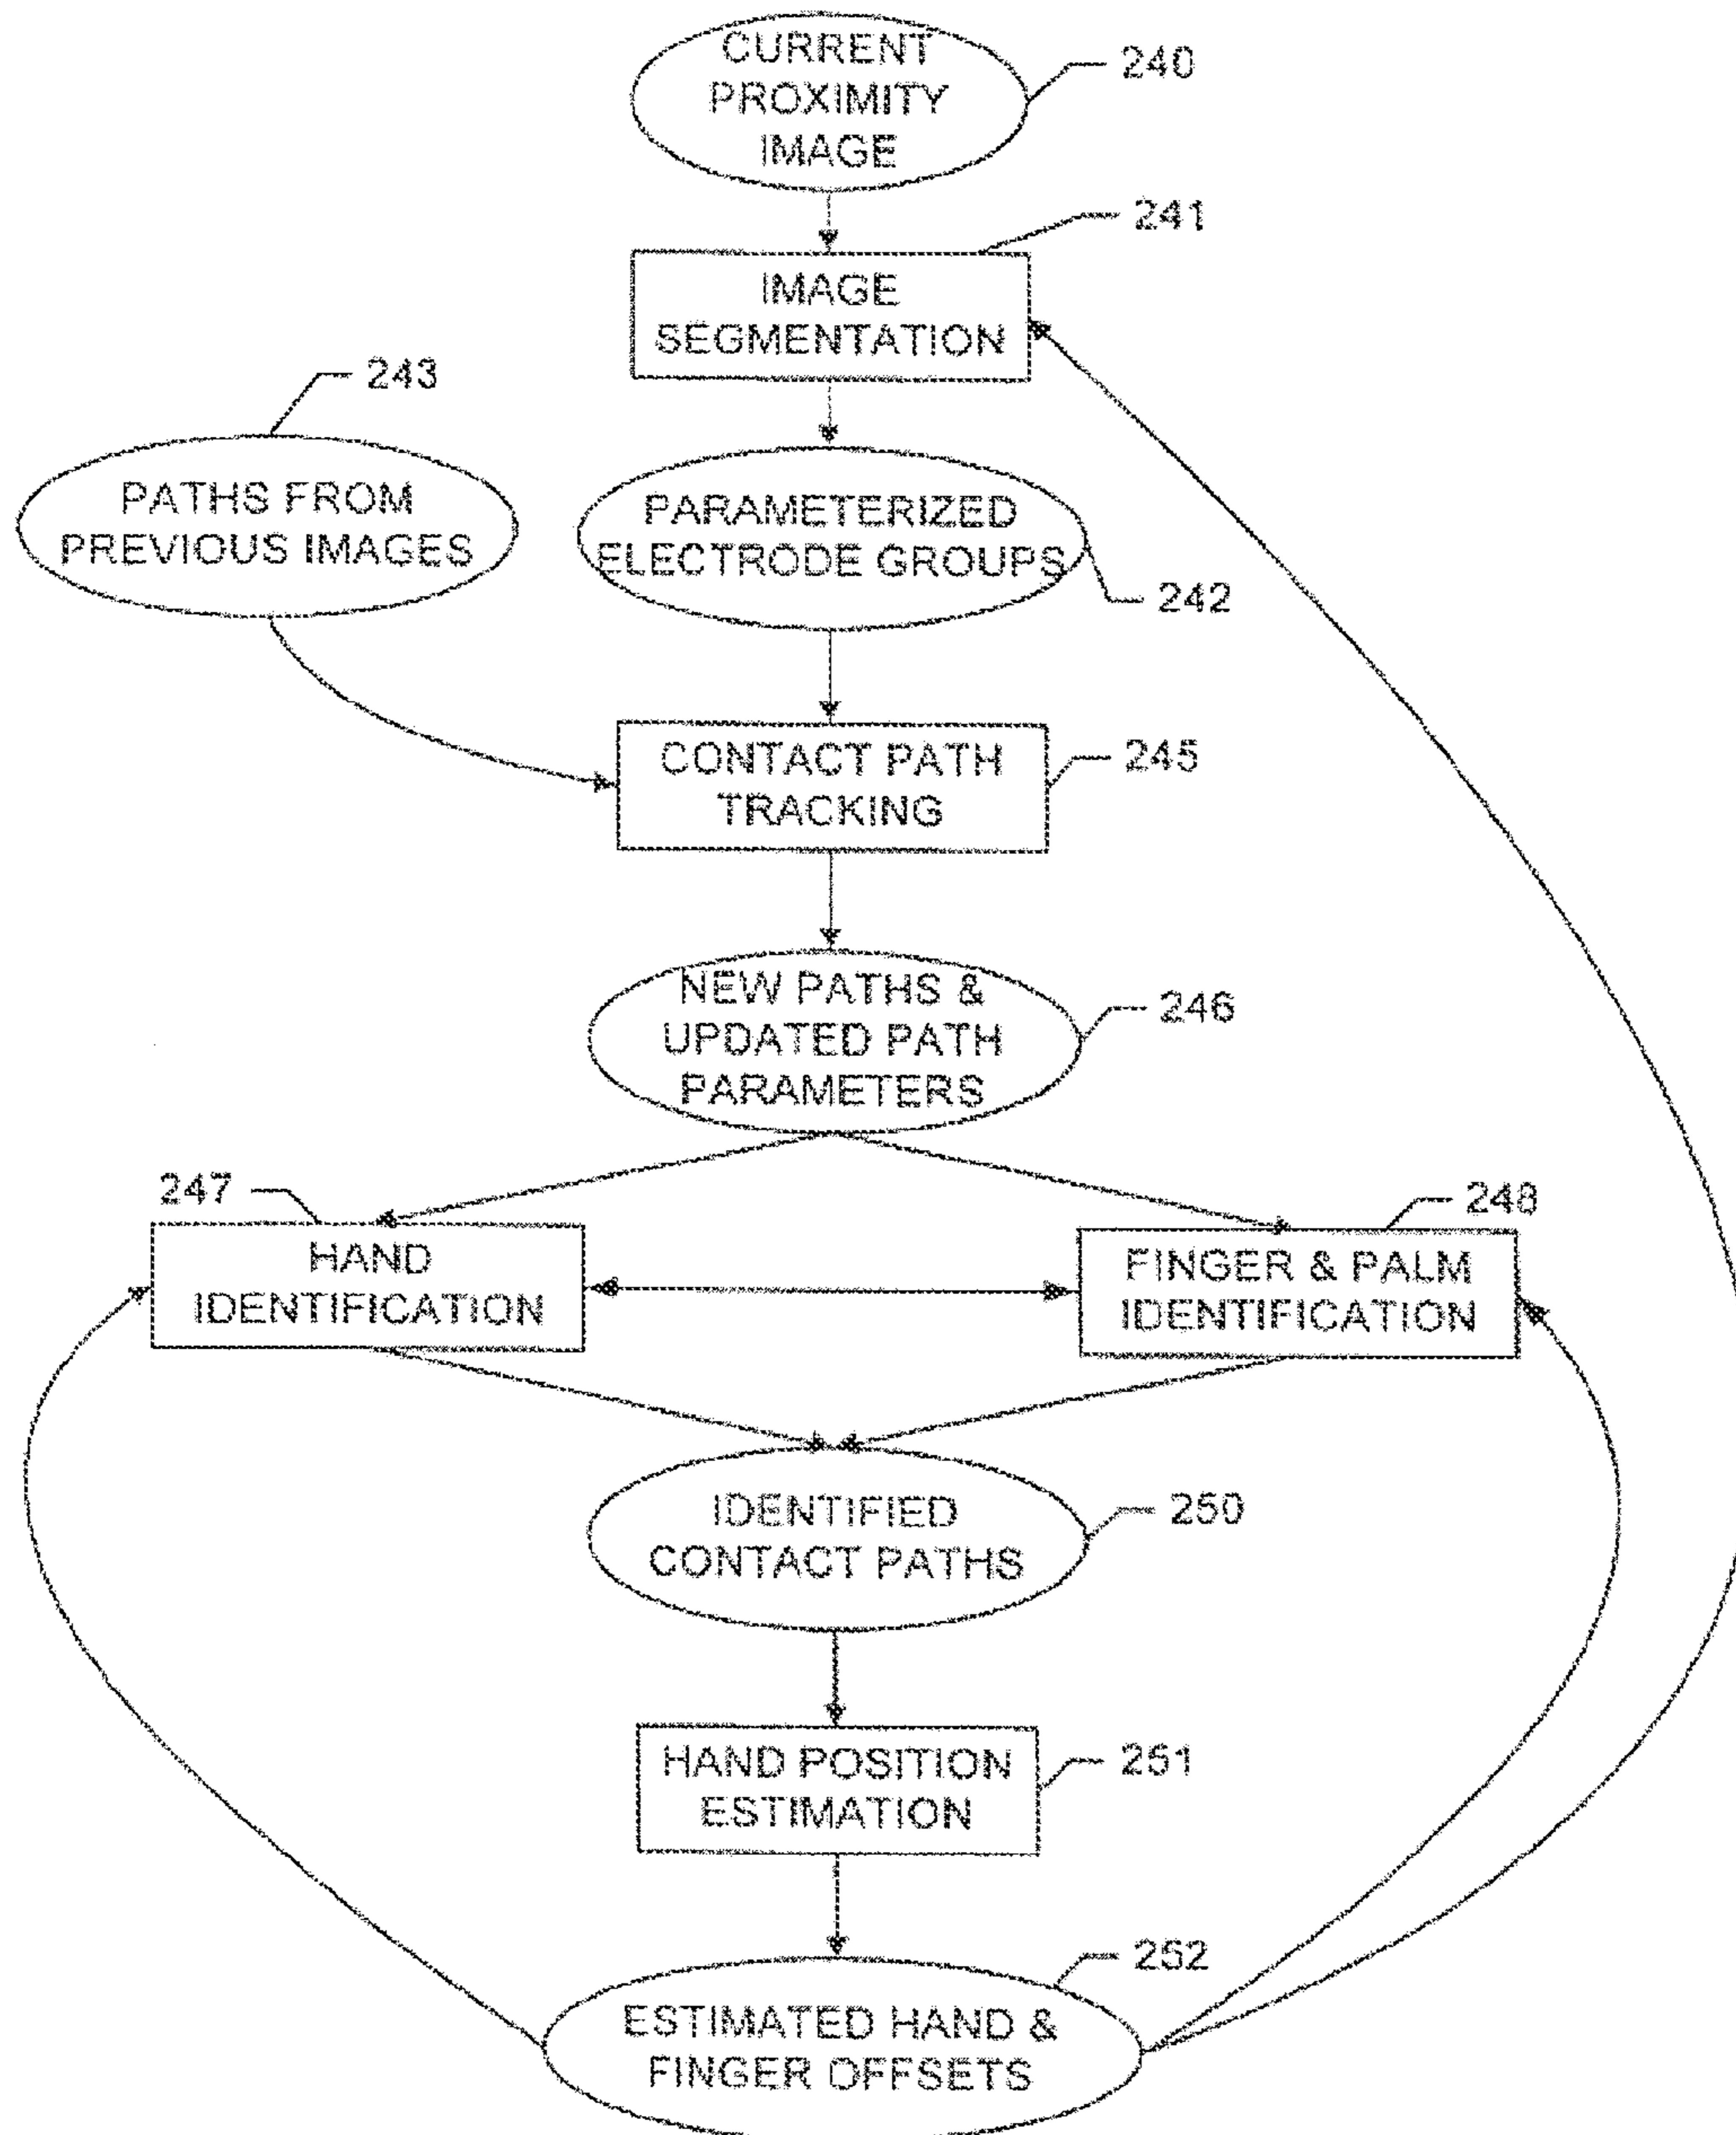 CURRENT
PROXIMITY
IMAGE
240
241
IMAGE
SEGMENTATION
243
PATHS FROM
PREVIOUS IMAGES
PARAMETERIZED
ELECTRODE GROUPS
242
CONTACT PATH
TRACKING
245
NEW PATHS &
UPDATED PATH
PARAMETERS
246
247
HAND
IDENTIFICATION
248
FINGER & PALM
IDENTIFICATION
IDENTIFIED
CONTACT PATHS
250
HAND POSITION
ESTIMATION
251
252
ESTIMATED HAND &
FINGER OFFSETS